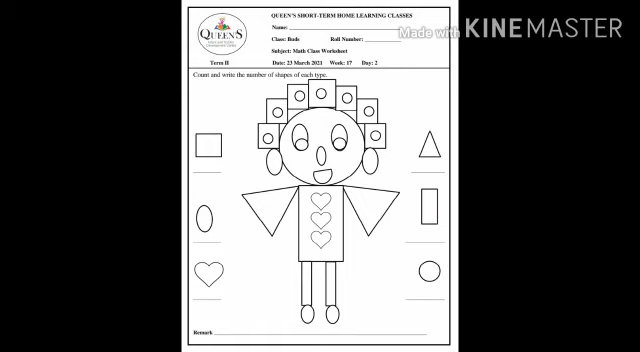 Made with KINEMASTER
QUEEN'S SHORT-TERM HOME LEARNING CLASSES
QUEENS
Name:
Class: Buds Roll Number:
Subject: Math Class Worksheet
Term II Date: 23 March 2021 Week: 17 Day: 2
Count and write the number of shapes of each type.
Remark